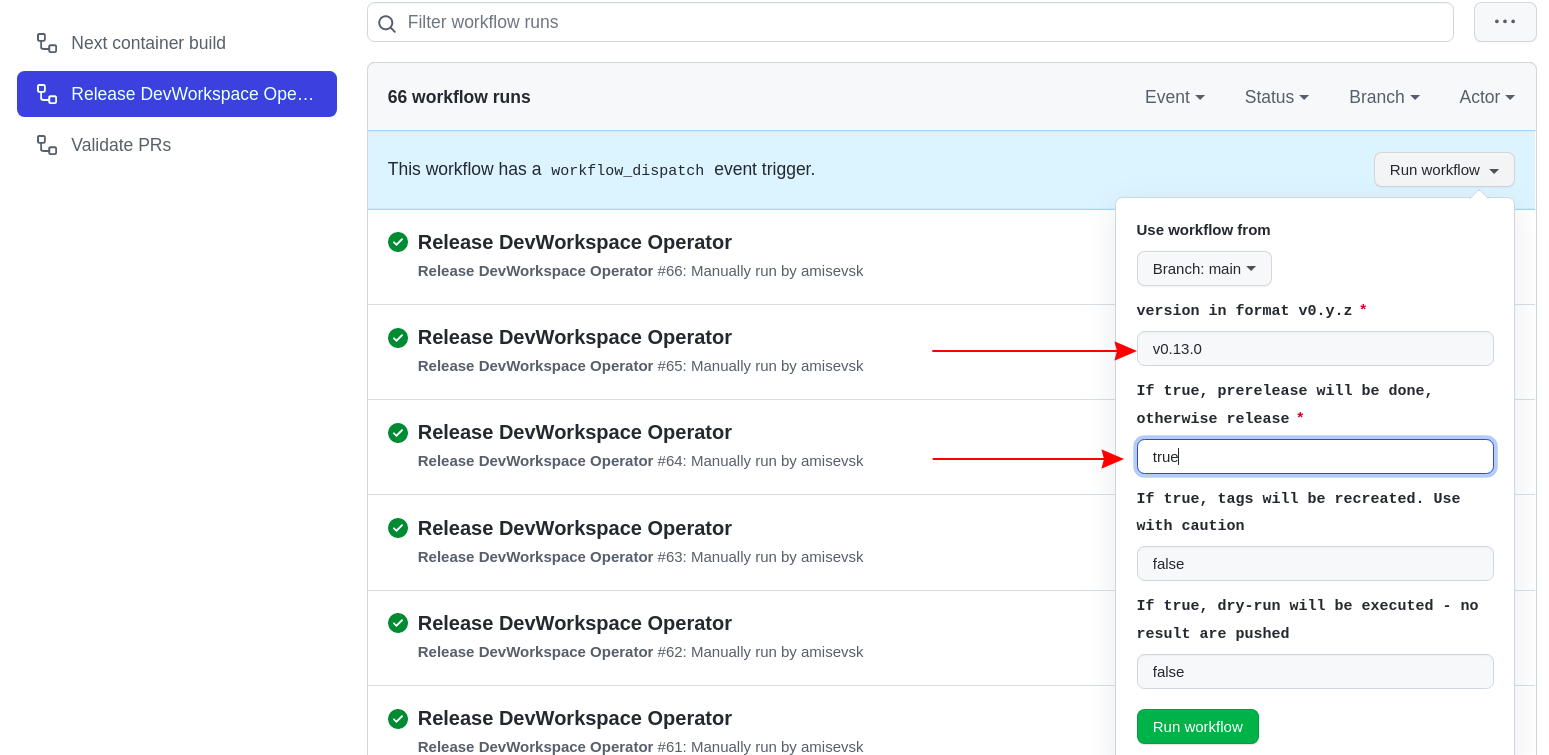 Filter workflow runs
...
Next container build
Release DevWorkspace Ope...
Validate PRs
66 workflow runs
Event
Status
Branch
Actor
This workflow has a workflow_dispatch event trigger.
Run workflow
Release DevWorkspace Operator
Release DevWorkspace Operator #66: Manually run by amisevsk
Release DevWorkspace Operator
Release DevWorkspace Operator #65: Manually run by amisevsk
Release DevWorkspace Operator
Release DevWorkspace Operator #64: Manually run by amisevsk
Release DevWorkspace Operator
Release DevWorkspace Operator #63: Manually run by amisevsk
Release DevWorkspace Operator
Release DevWorkspace Operator #62: Manually run by amisevsk
Release DevWorkspace Operator
Release DevWorkspace Operator #61: Manually run by amisevsk
Use workflow from
Branch: main
version in format v0.y.z *
v0.13.0
If true, prerelease will be done,
otherwise release *
true
If true, tags will be recreated. Use
with caution
false
If true, dry-run will be executed - no
result are pushed
false
Run workflow